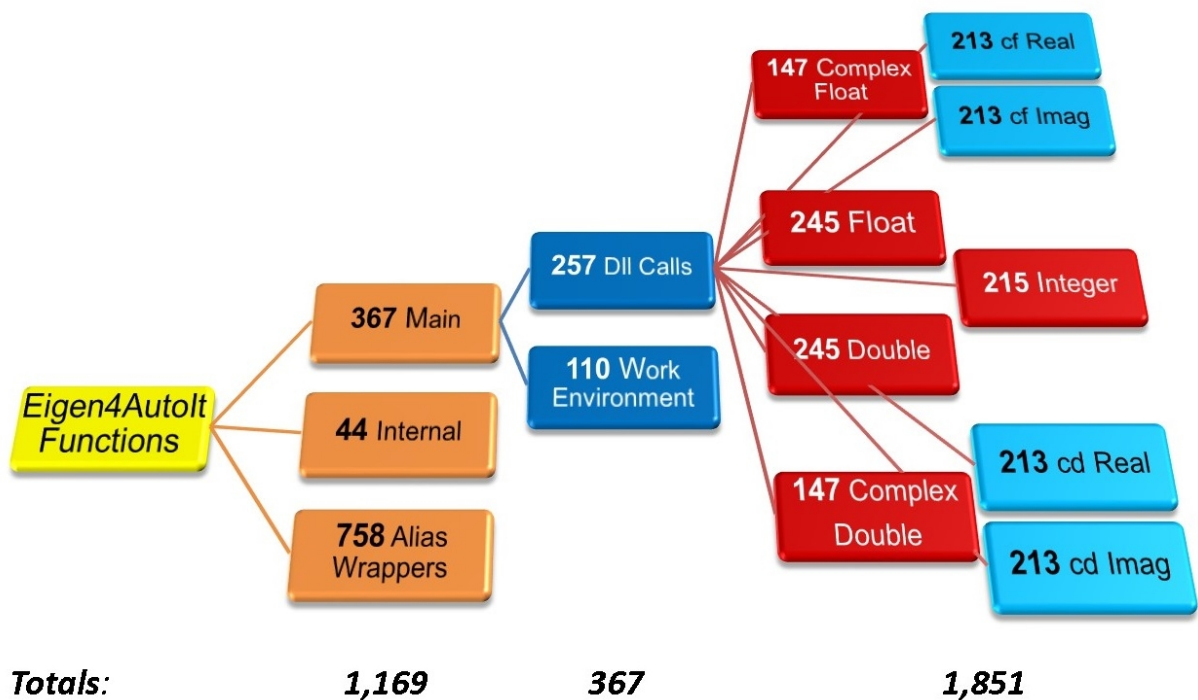 Eigen4AutoIt
Functions
367 Main
44 Internal
758 Alias
Wrappers
257 Dll Calls
110 Work
Environment
147 Complex
Float
213 cf Real
213 cf Imag
245 Float
215 Integer
245 Double
147 Complex
Double
213 cd Real
213 cd Imag
Totals: 1,169 367 1,851